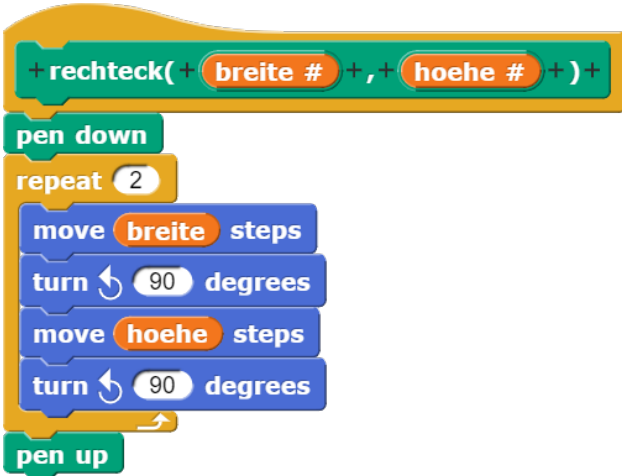 +rechteck(+ breite # +,+ hoehe # +)+
pen down
repeat 2
move breite steps
turn 90 degrees
move hoehe steps
turn 90 degrees
pen up